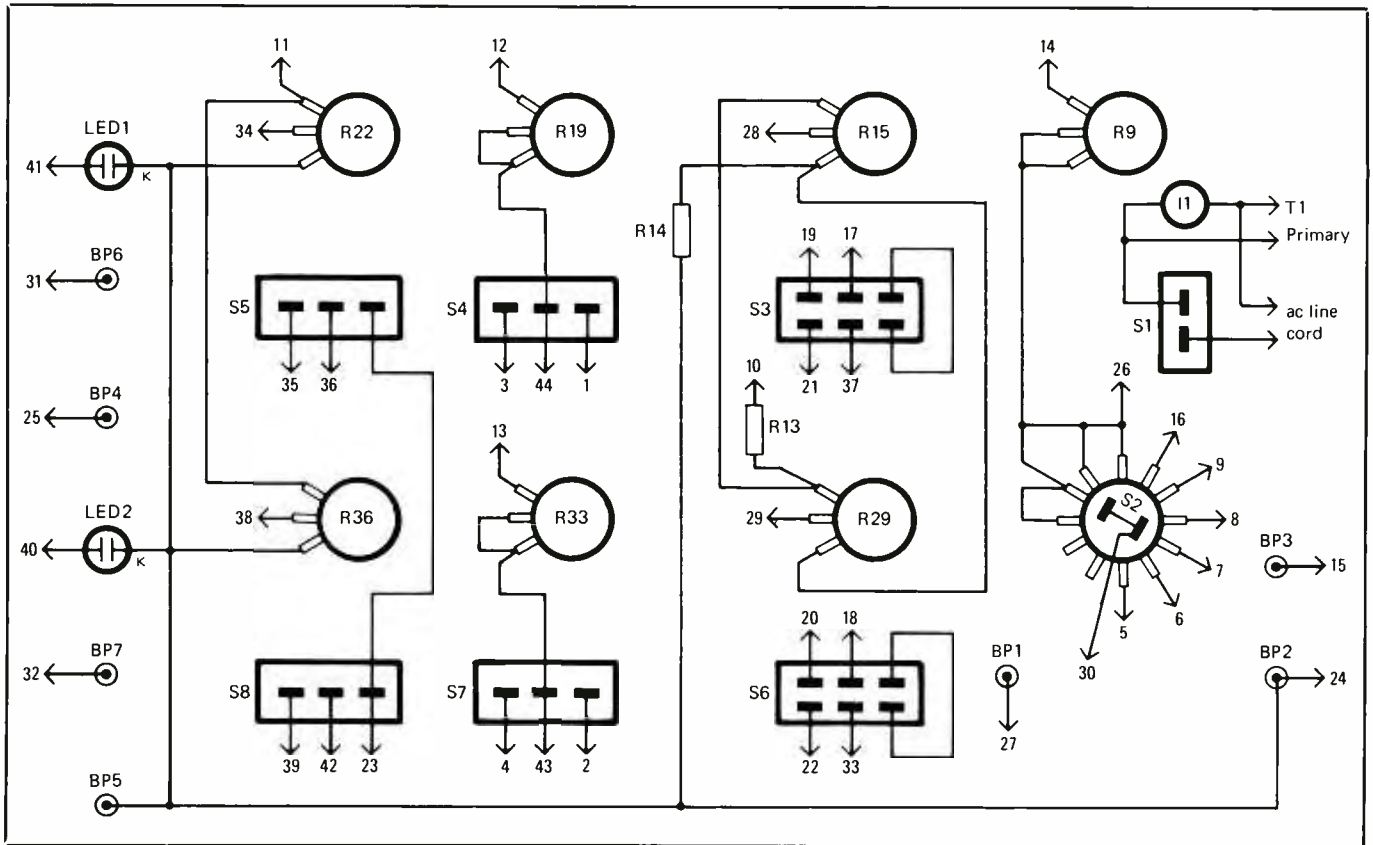 11 12 14
LED1 34 R22 R19 28 R15 R9
41 K I1 T1
R14 Primary
BP6 19 17
31
S5 S4 S3 S1 ac line
cord
35 36 3 44 1 21 37 26
BP4 10 16
25 R13
13 9
LED2 38 R36 R33 29 R29 S2 8
40 K 7 BP3 15
5 6
BP7 20 18 BP1 30 BP2
32 24
S8 S7 S6
27
39 42 23 4 43 2 22 33
BP5